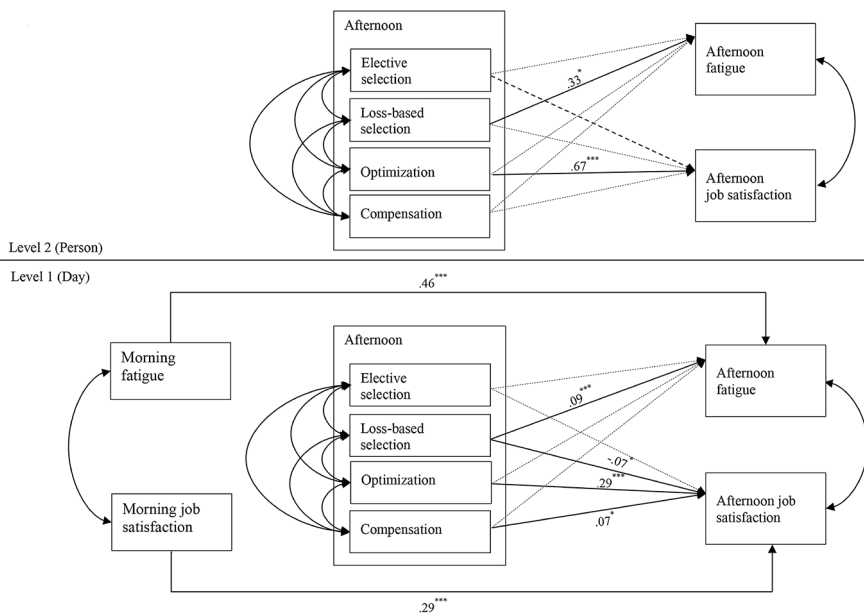 Afternoon
Elective
selection
Loss-based
selection
Optimization
Compensation
.33*
.67***
Afternoon
fatigue
Afternoon
job satisfaction
Level 2 (Person)
Level 1 (Day)
.46***
Morning
fatigue
Morning job
satisfaction
Afternoon
Elective
selection
Loss-based
selection
Optimization
Compensation
.09***
-.07*
.29***
.07*
Afternoon
fatigue
Afternoon job
satisfaction
.29***